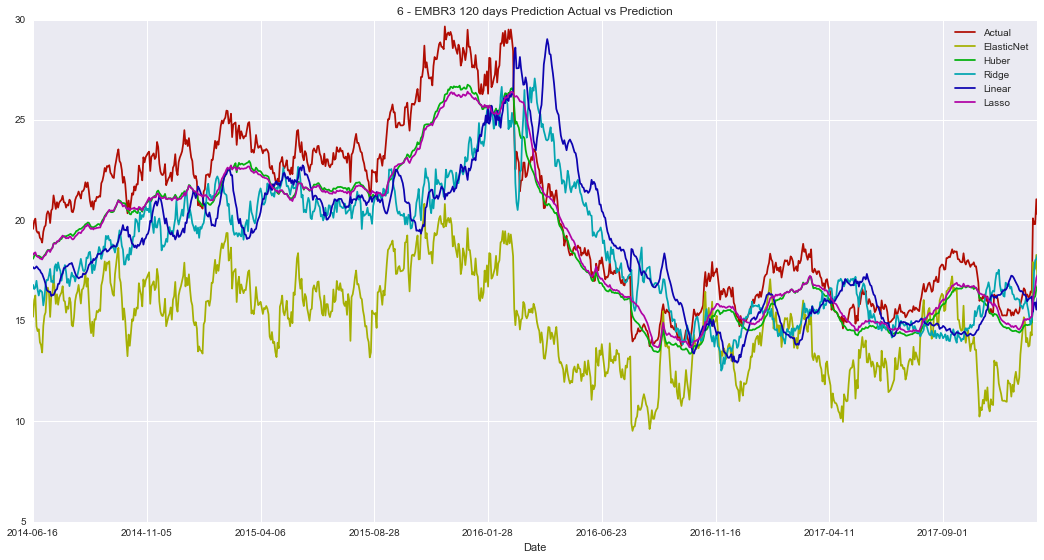 6 - EMBR3 120 days Prediction Actual vs Prediction
30
25
20
15
10
5
Actual
ElasticNet
Huber
Ridge
Linear
Lasso
2014-06-16 2014-11-05 2015-04-06 2015-08-28 2016-01-28 2016-06-23 2016-11-16 2017-04-11 2017-09-01
Date